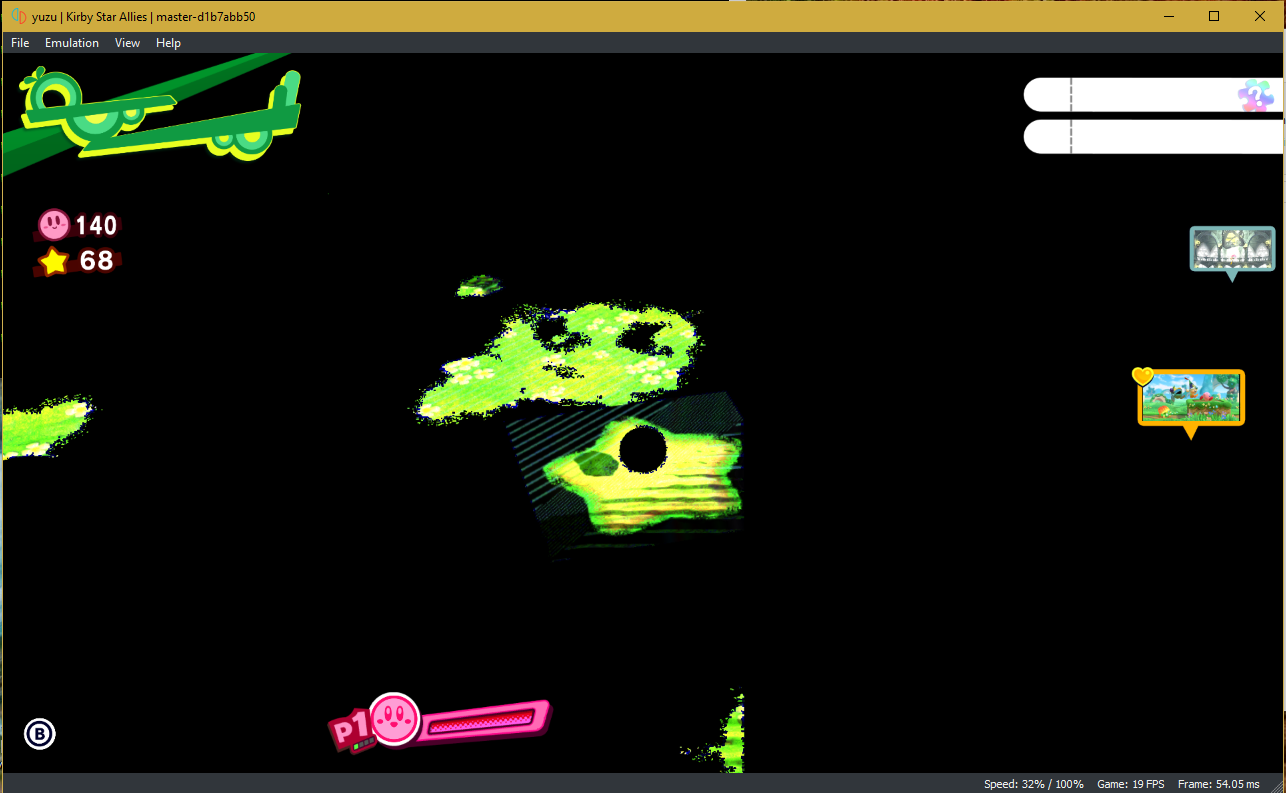 yuzu | Kirby Star Allies | master-d1b7abb50
File Emulation View Help
?
140
68
P1
B
Speed: 32% / 100% Game: 19 FPS Frame: 54.05 ms